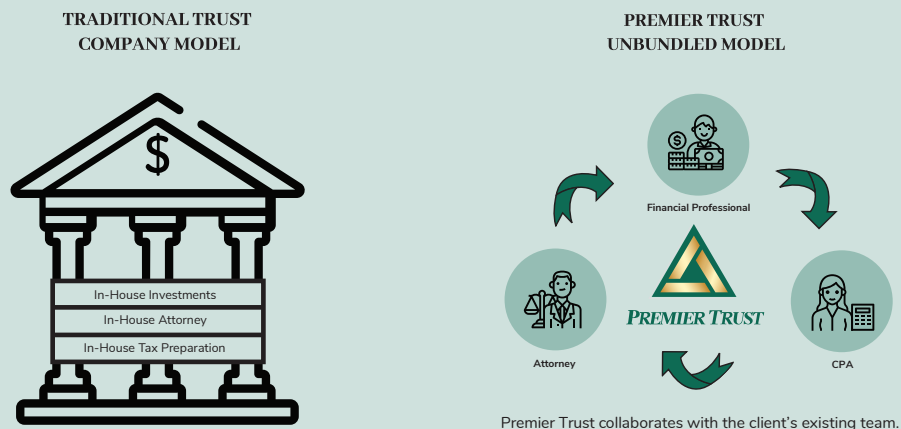 TRADITIONAL TRUST
COMPANY MODEL
$
In-House Investments
In-House Attorney
In-House Tax Preparation
PREMIER TRUST
UNBUNDLED MODEL
$
Financial Professional
Attorney
PREMIER TRUST
CPA
Premier Trust collaborates with the client’s existing team.